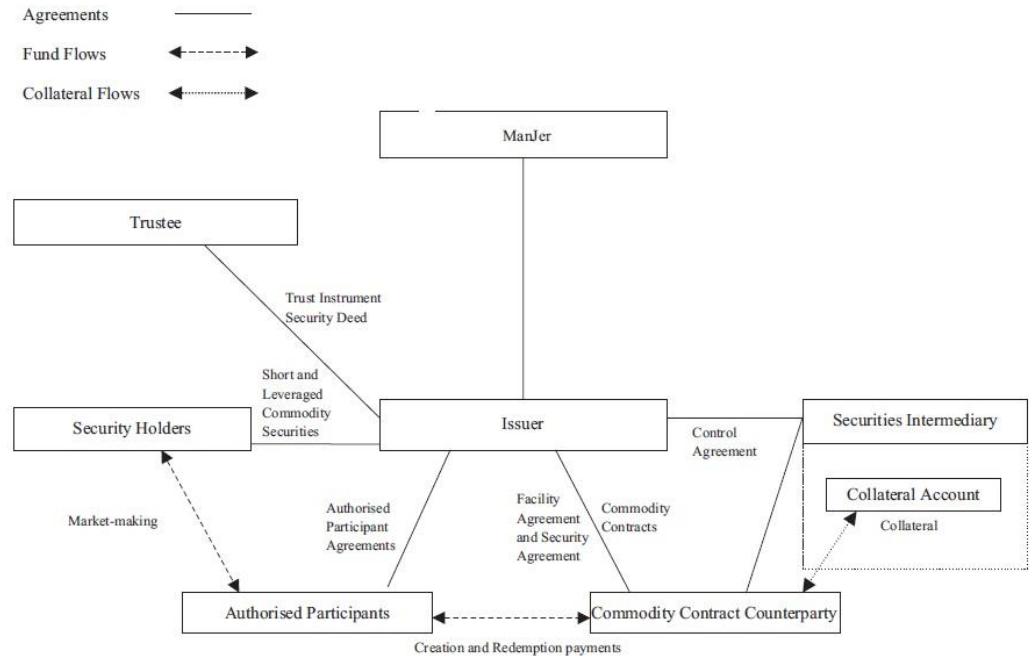 Agreements
Fund Flows
Collateral Flows
ManJer
Trustee
Trust Instrument
Security Deed
Short and
Leveraged
Commodity
Securities
Security Holders
Issuer
Control
Agreement
Securities Intermediary
Collateral Account
Collateral
Market-making
Authorised
Participant
Agreements
Facility
Agreement
and Security
Agreement
Commodity
Contracts
Authorised Participants
Commodity Contract Counterparty
Creation and Redemption payments